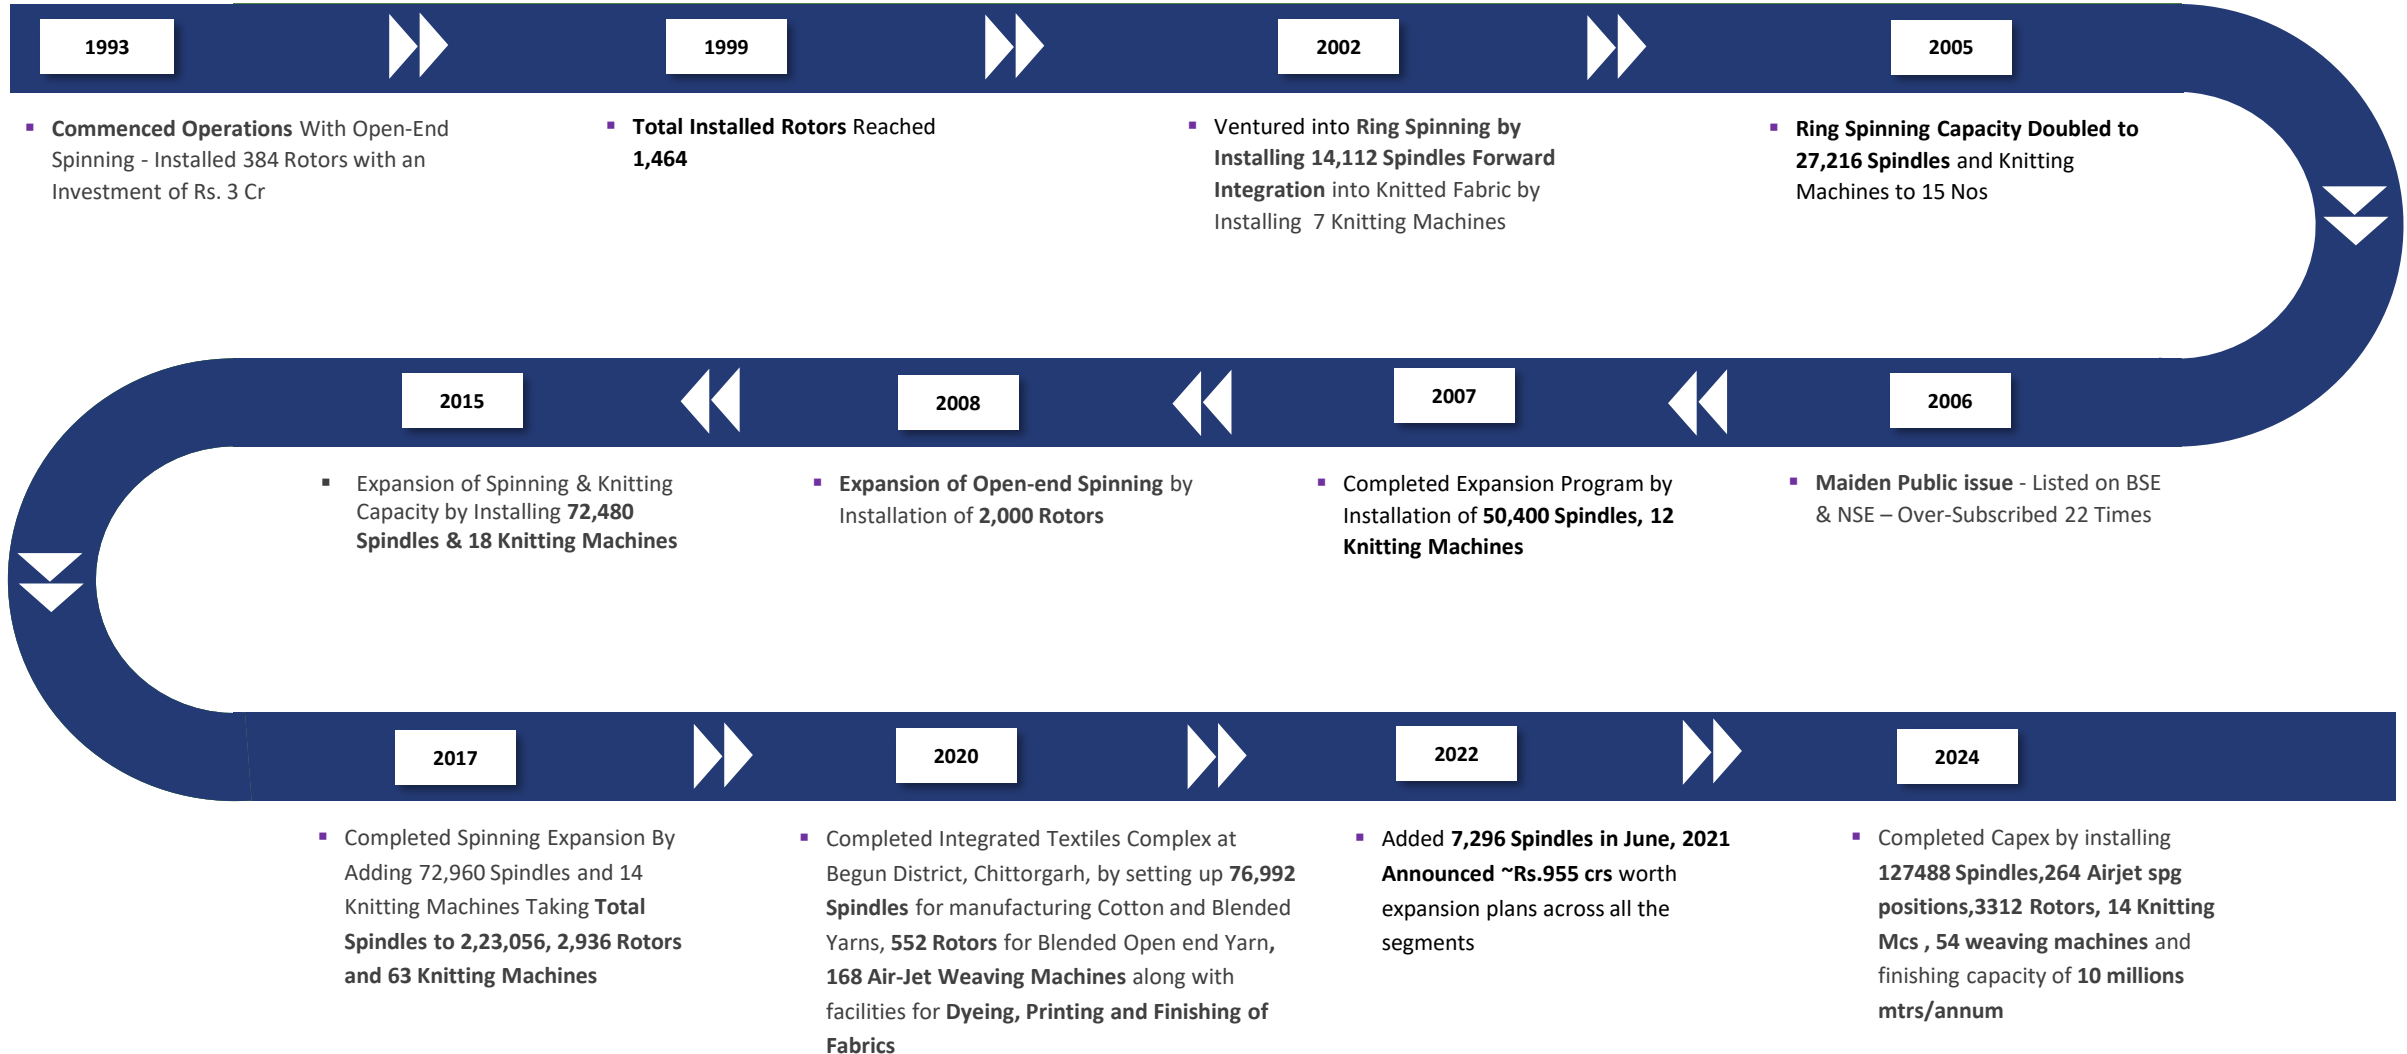 1993
1999
2002
2005
▪ Commenced Operations With Open-End
Spinning - Installed 384 Rotors with an
Investment of Rs. 3 Cr
▪ Total Installed Rotors Reached
1,464
▪ Ventured into Ring Spinning by
Installing 14,112 Spindles Forward
Integration into Knitted Fabric by
Installing 7 Knitting Machines
▪ Ring Spinning Capacity Doubled to
27,216 Spindles and Knitting
Machines to 15 Nos
2015
2008
2007
2006
▪ Expansion of Spinning & Knitting
Capacity by Installing 72,480
Spindles & 18 Knitting Machines
▪ Expansion of Open-end Spinning by
Installation of 2,000 Rotors
▪ Completed Expansion Program by
Installation of 50,400 Spindles, 12
Knitting Machines
▪ Maiden Public issue - Listed on BSE
& NSE – Over-Subscribed 22 Times
2017
2020
2022
2024
▪ Completed Spinning Expansion By
Adding 72,960 Spindles and 14
Knitting Machines Taking Total
Spindles to 2,23,056, 2,936 Rotors
and 63 Knitting Machines
▪ Completed Integrated Textiles Complex at
Begun District, Chittorgarh, by setting up 76,992
Spindles for manufacturing Cotton and Blended
Yarns, 552 Rotors for Blended Open end Yarn,
168 Air-Jet Weaving Machines along with
facilities for Dyeing, Printing and Finishing of
Fabrics
▪ Added 7,296 Spindles in June, 2021
Announced ~Rs.955 crs worth
expansion plans across all the
segments
▪ Completed Capex by installing
127488 Spindles,264 Airjet spg
positions,3312 Rotors, 14 Knitting
Mcs , 54 weaving machines and
finishing capacity of 10 millions
mtrs/annum